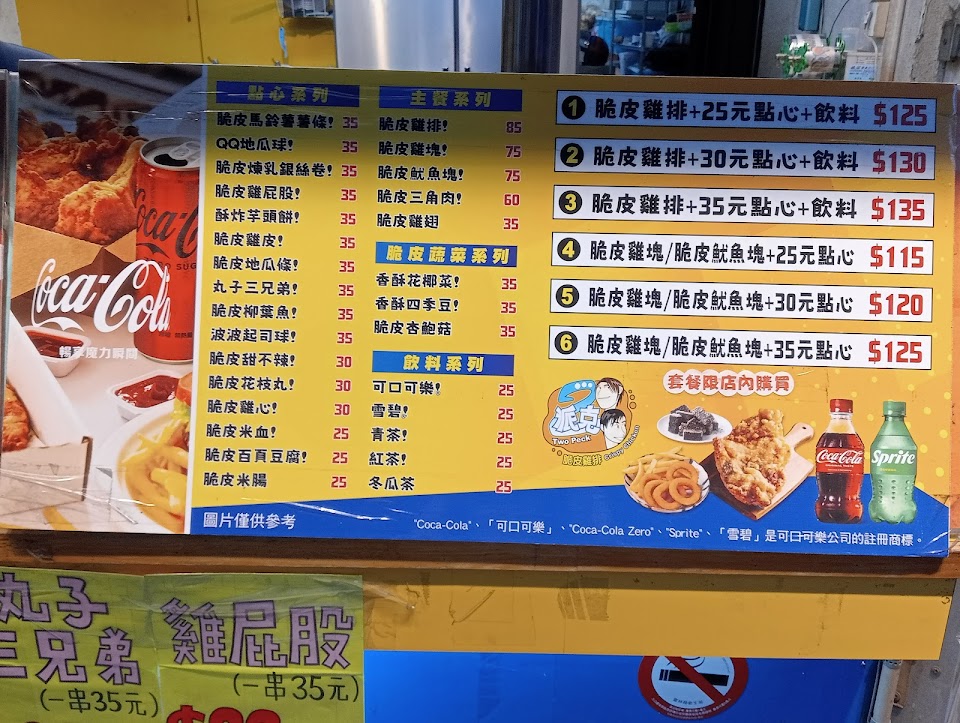 點心系列
脆皮馬鈴薯薯條! 35
QQ地瓜球! 35
脆皮煉乳銀絲卷! 35
脆皮雞屁股! 35
酥炸芋頭餅! 35
脆皮雞皮! 35
脆皮地瓜條! 35
丸子三兄弟! 35
脆皮柳葉魚! 35
波波起司球! 35
脆皮甜不辣! 30
脆皮花枝丸! 30
脆皮雞心! 30
脆皮米血! 25
脆皮百頁豆腐! 25
脆皮米腸 25
主餐系列
脆皮雞排! 85
脆皮雞塊! 75
脆皮魷魚塊! 75
脆皮三角肉! 60
脆皮雞翅 35
脆皮蔬菜系列
香酥花椰菜! 35
香酥四季豆! 35
脆皮杏鮑菇 35
飲料系列
可口可樂! 25
雪碧! 25
青茶! 25
紅茶! 25
冬瓜茶 25
1 脆皮雞排+25元點心+飲料 $125
2 脆皮雞排+30元點心+飲料 $130
3 脆皮雞排+35元點心+飲料 $135
4 脆皮雞塊/脆皮魷魚塊+25元點心 $115
5 脆皮雞塊/脆皮魷魚塊+30元點心 $120
6 脆皮雞塊/脆皮魷魚塊+35元點心 $125
套餐限店內購買
派克
Two Peck
Crispy Chicken
脆皮雞排
Coca-Cola
Sprite
Coca-Cola
暢享魔力瞬間
圖片僅供參考
"Coca-Cola"、「可口可樂」、"Coca-Cola Zero"、"Sprite"、「雪碧」是可口可樂公司的註冊商標。
丸子
三兄弟
(一串35元)
雞屁股
(一串35元)